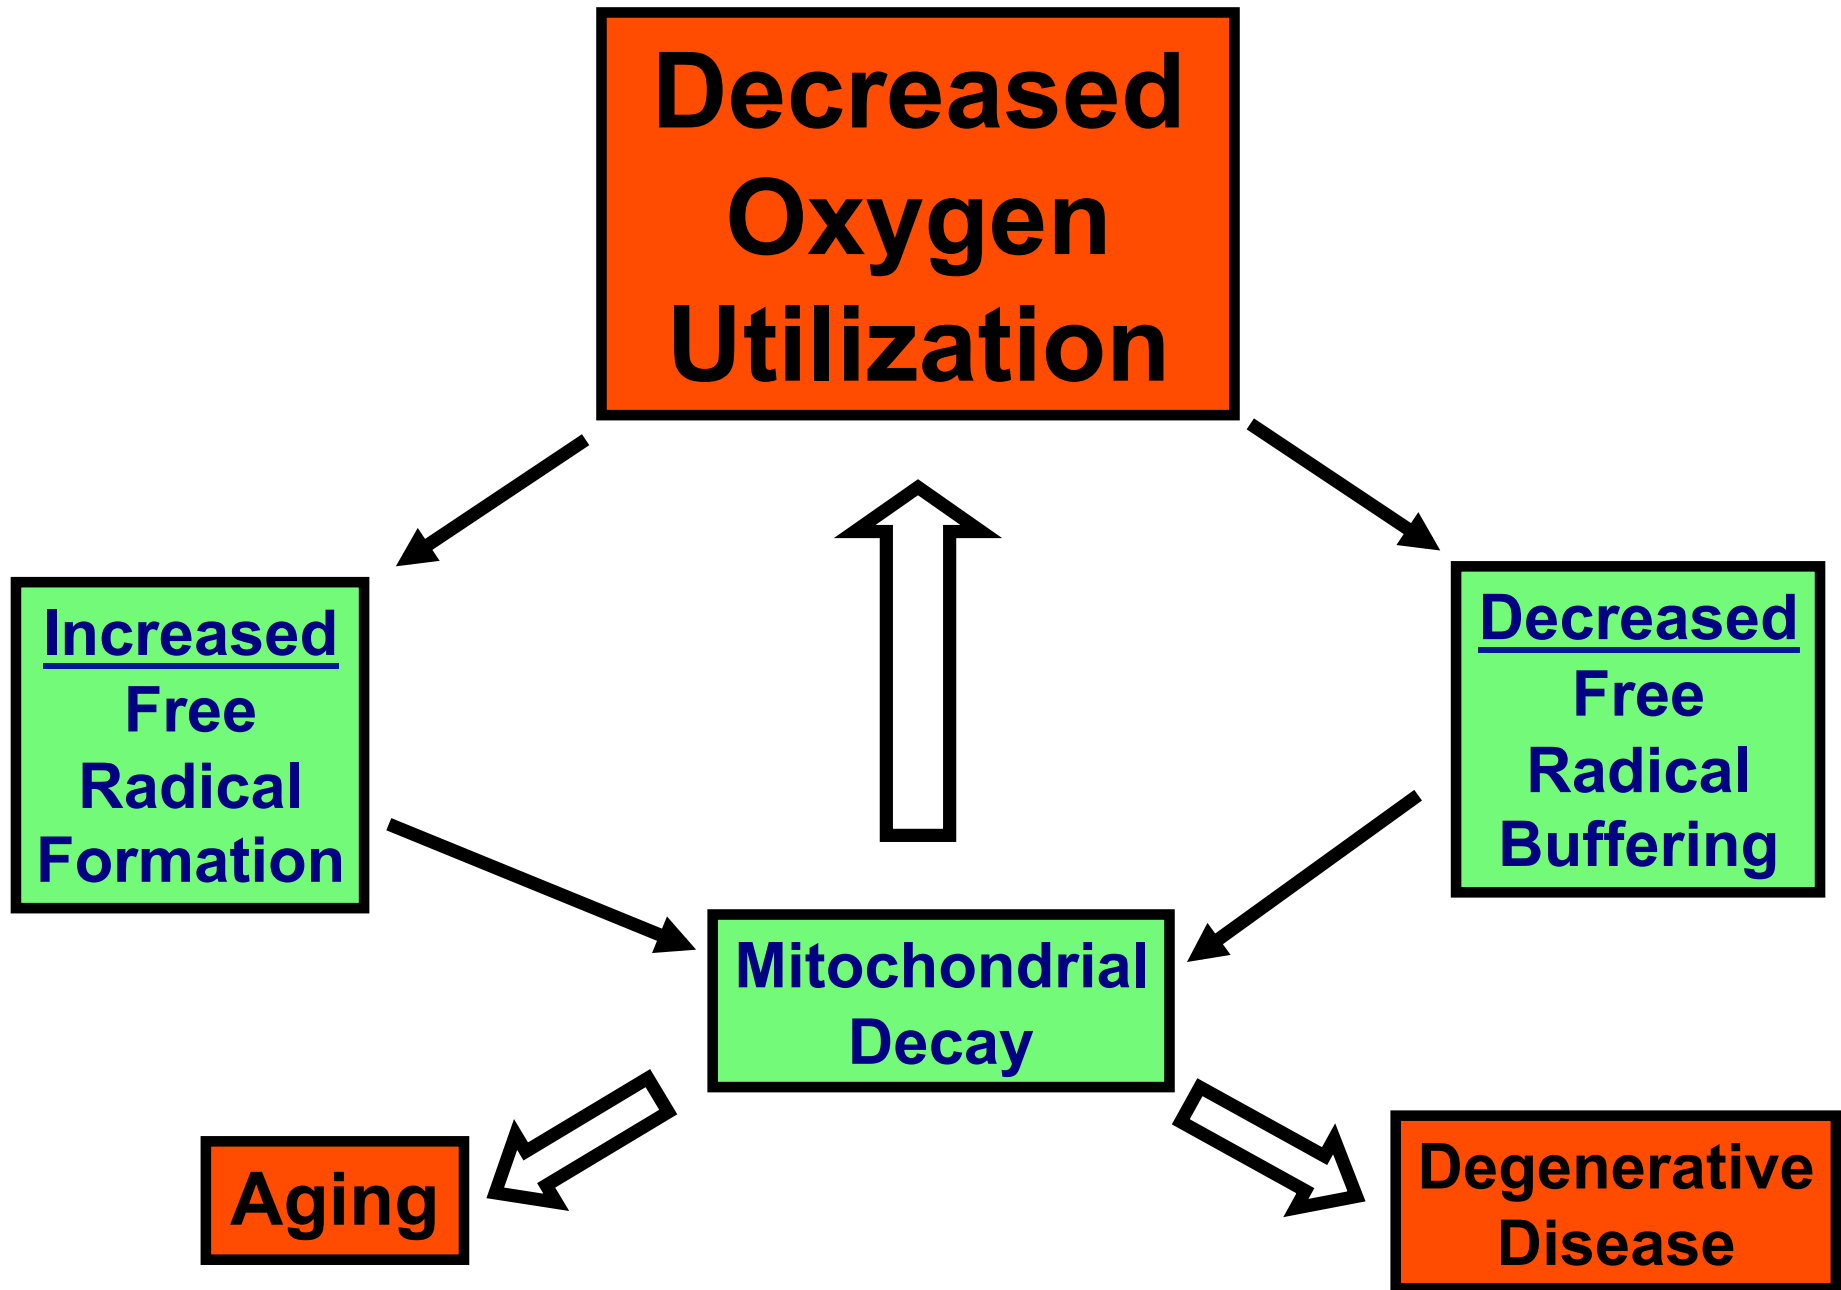 Decreased
Oxygen
Utilization
Increased
Free
Radical
Formation
Decreased
Free
Radical
Buffering
Mitochondrial
Decay
Aging
Degenerative
Disease